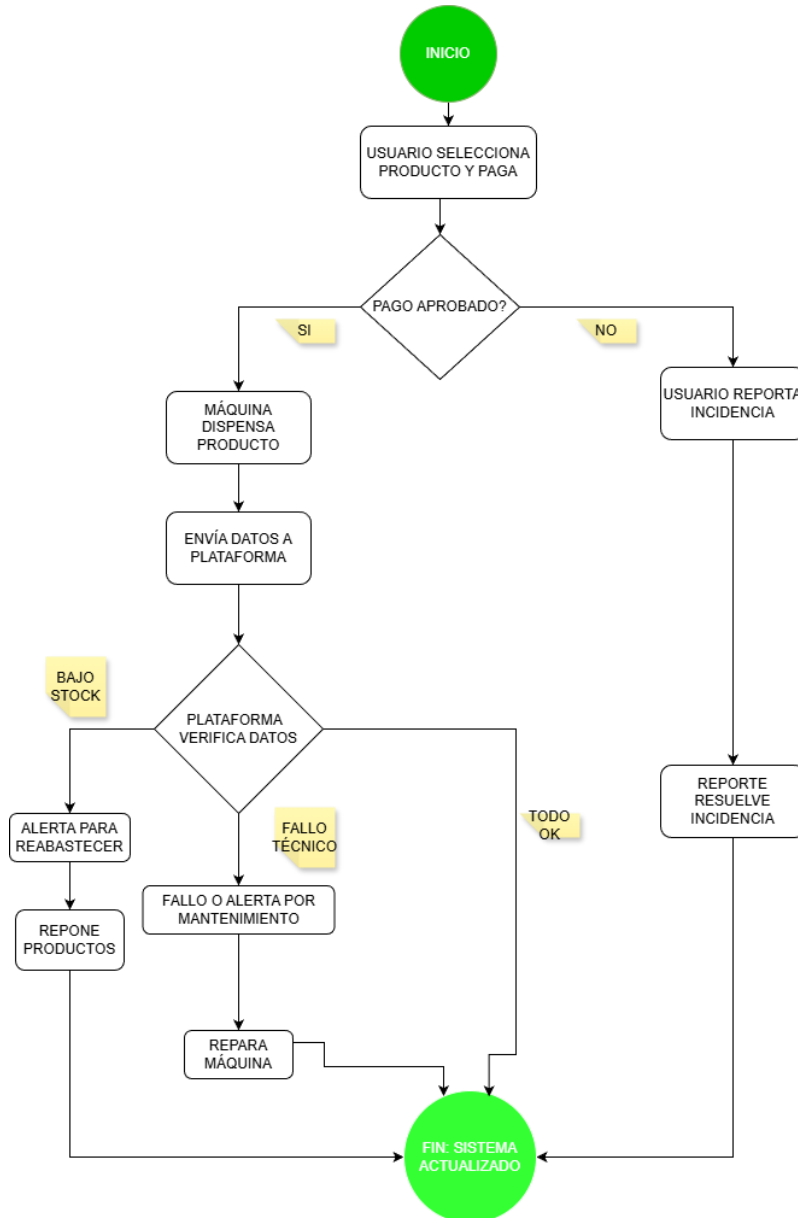 INICIO
USUARIO SELECCIONA
PRODUCTO Y PAGA
PAGO APROBADO?
SI
NO
MÁQUINA
DISPENSA
PRODUCTO
USUARIO REPORTA
INCIDENCIA
ENVÍA DATOS A
PLATAFORMA
BAJO
STOCK
PLATAFORMA
VERIFICA DATOS
ALERTA PARA
REABASTECER
FALLO
TÉCNICO
TODO
OK
REPORTE
RESUELVE
INCIDENCIA
FALLO O ALERTA POR
MANTENIMIENTO
REPONE
PRODUCTOS
REPARA
MÁQUINA
FIN: SISTEMA
ACTUALIZADO